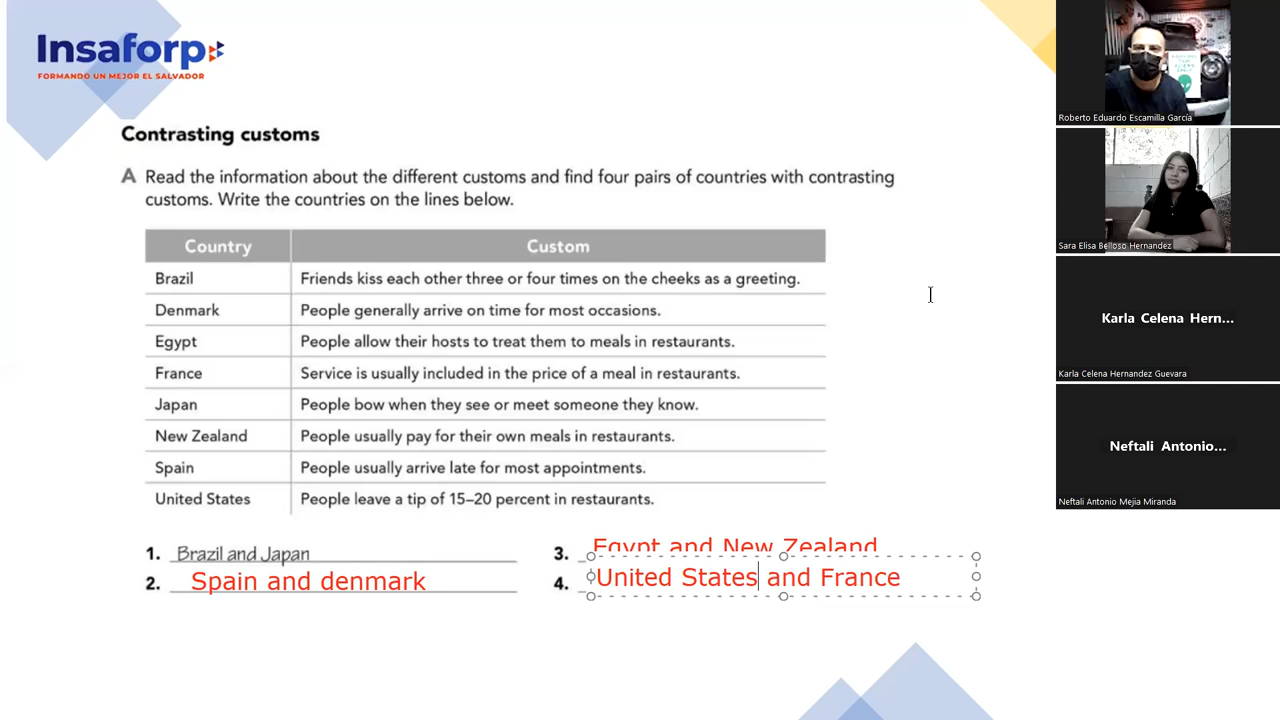 Insaforp
FORMANDO UN MEJOR EL SALVADOR
Contrasting customs
A Read the information about the different customs and find four pairs of countries with contrasting
customs. Write the countries on the lines below.
Country Custom
Brazil Friends kiss each other three or four times on the cheeks as a greeting.
Denmark People generally arrive on time for most occasions.
Egypt People allow their hosts to treat them to meals in restaurants.
France Service is usually included in the price of a meal in restaurants.
Japan People bow when they see or meet someone they know.
New Zealand People usually pay for their own meals in restaurants.
Spain People usually arrive late for most appointments.
United States People leave a tip of 15–20 percent in restaurants.
1. Brazil and Japan
2. Spain and denmark
3. Egypt and New Zealand
4. United States and France
Roberto Eduardo Escamilla García
Sara Elisa Belloso Hernandez
Karla Celena Hern...
Karla Celena Hernandez Guevara
Neftali Antonio...
Neftali Antonio Mejia Miranda